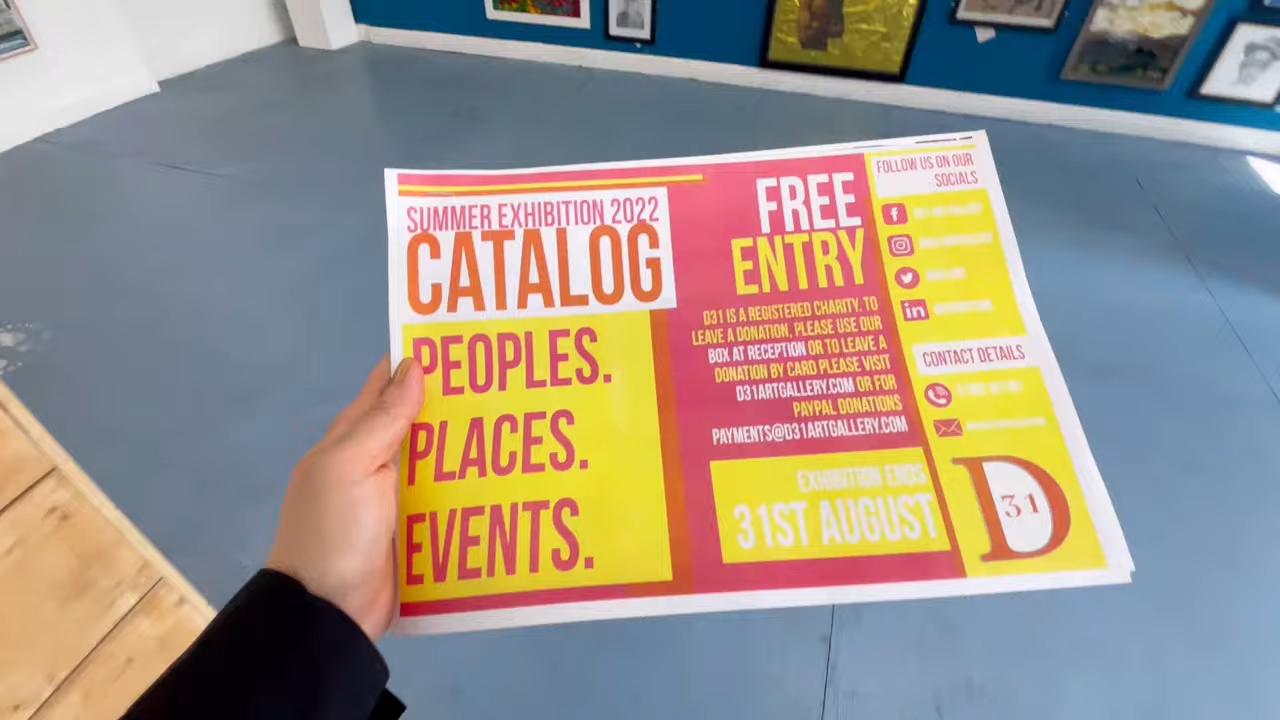 SUMMER EXHIBITION 2022
CATALOG
PEOPLES.
PLACES.
EVENTS.
FREE
ENTRY
D31 IS A REGISTERED CHARITY. TO
LEAVE A DONATION, PLEASE USE OUR
BOX AT RECEPTION OR TO LEAVE A
DONATION BY CARD PLEASE VISIT
D31ARTGALLERY.COM OR FOR
PAYPAL DONATIONS
PAYMENTS@D31ARTGALLERY.COM
EXHIBITION ENDS
31ST AUGUST
FOLLOW US ON OUR
SOCIALS
CONTACT DETAILS
D
31